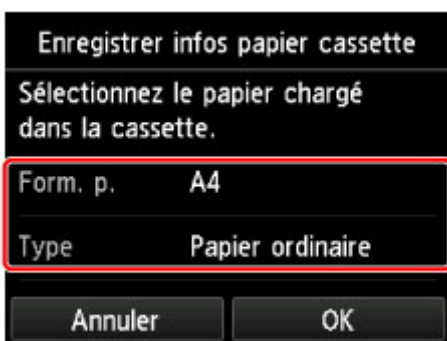 Enregistrer infos papier cassette
Sélectionnez le papier chargé
dans la cassette.
Form. p. A4
Type Papier ordinaire
Annuler OK